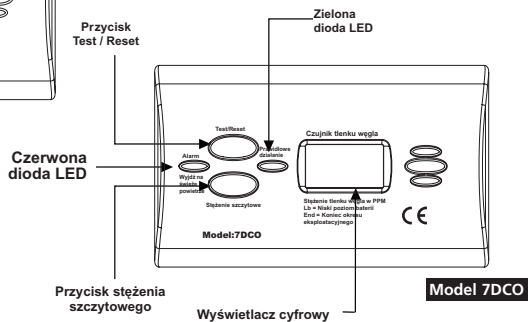 Przycisk
Test / Reset
Zielona
dioda LED
Czerwona
dioda LED
Test/Reset
Alarm
Prawidłowe
działanie
Wyjdź na
świeże
powietrze
Stężenie szczytowe
Model:7DCO
Czujnik tlenku węgla
Stężenie tlenku węgla w PPM
Lb = Niski poziom baterii
End = Koniec okresu
eksploatacyjnego
CE
Przycisk stężenia
szczytowego
Wyświetlacz cyfrowy
Model 7DCO